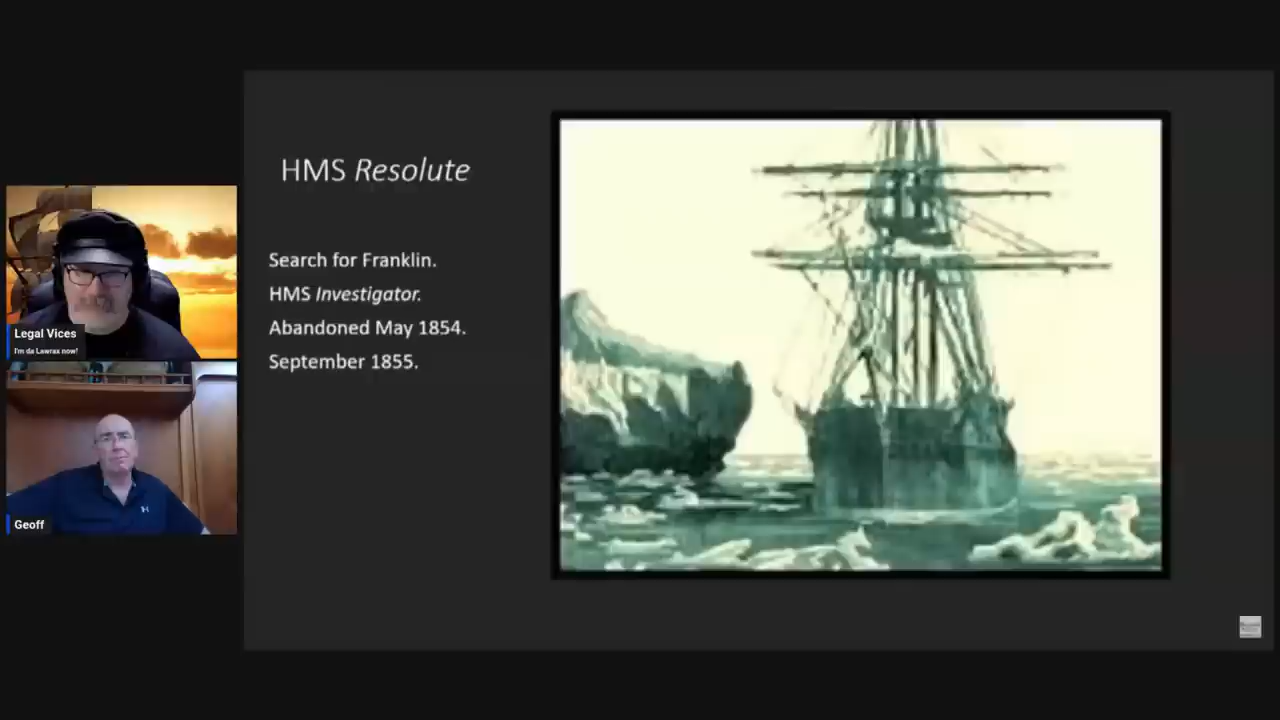 HMS Resolute
Search for Franklin.
HMS Investigator.
Abandoned May 1854.
September 1855.
Legal Vices
I'm da Lawrax now!
Geoff